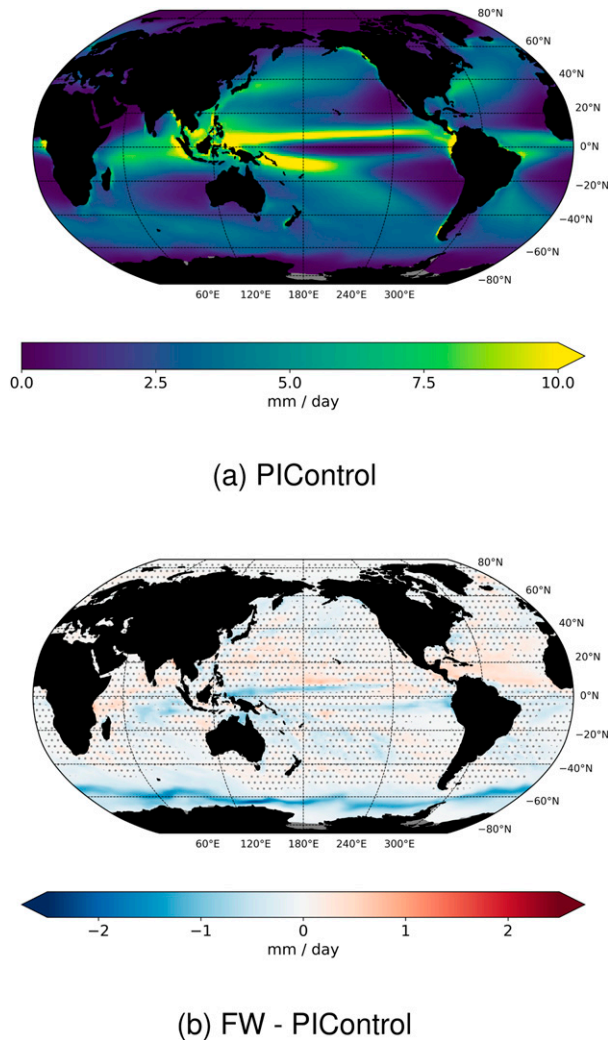 80°N
60°N
40°N
20°N
0°N
−20°N
−40°N
−60°N
−80°N
60°E 120°E 180°E 240°E 300°E
0.0 2.5 5.0 7.5 10.0
mm / day
(a) PIControl
80°N
60°N
40°N
20°N
0°N
−20°N
−40°N
−60°N
−80°N
60°E 120°E 180°E 240°E 300°E
−2 −1 0 1 2
mm / day
(b) FW - PIControl